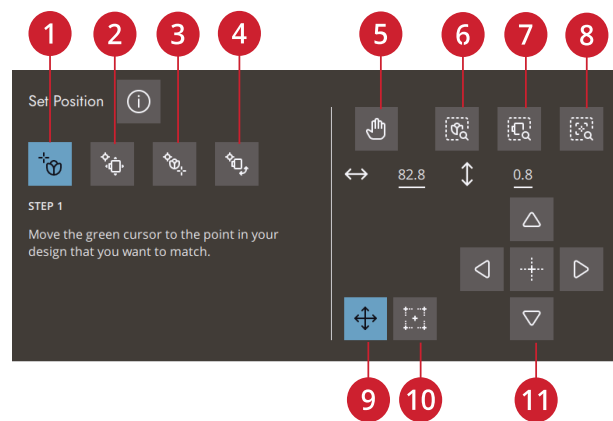 1 2 3 4 5 6 7 8
Set Position
82.8 0.8
STEP 1
Move the green cursor to the point in your
design that you want to match.
9 10 11